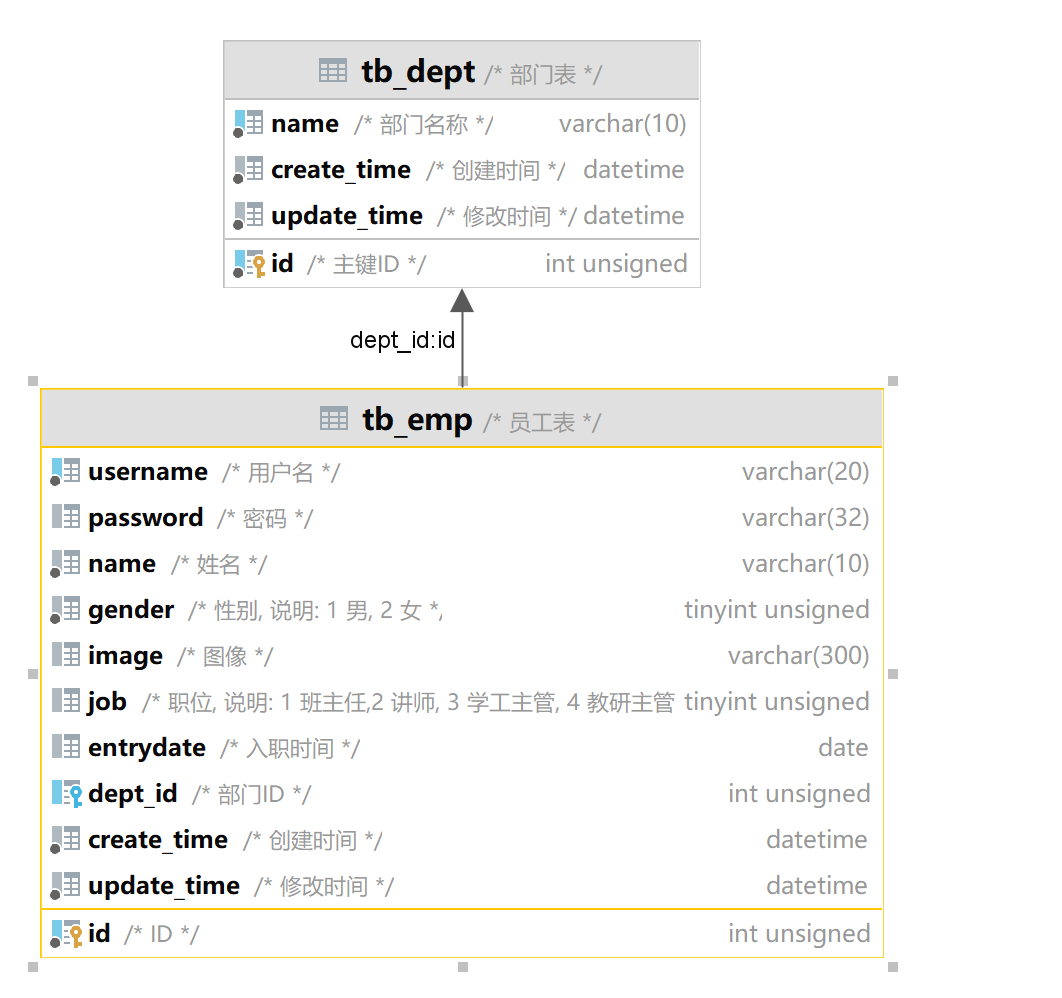 tb_dept /* 部门表 */
name /* 部门名称 */ varchar(10)
create_time /* 创建时间 */ datetime
update_time /* 修改时间 */ datetime
id /* 主键ID */ int unsigned
dept_id:id
tb_emp /* 员工表 */
username /* 用户名 */ varchar(20)
password /* 密码 */ varchar(32)
name /* 姓名 */ varchar(10)
gender /* 性别, 说明: 1 男, 2 女 */ tinyint unsigned
image /* 图像 */ varchar(300)
job /* 职位, 说明: 1 班主任,2 讲师, 3 学工主管, 4 教研主管 tinyint unsigned
entrydate /* 入职时间 */ date
dept_id /* 部门ID */ int unsigned
create_time /* 创建时间 */ datetime
update_time /* 修改时间 */ datetime
id /* ID */ int unsigned